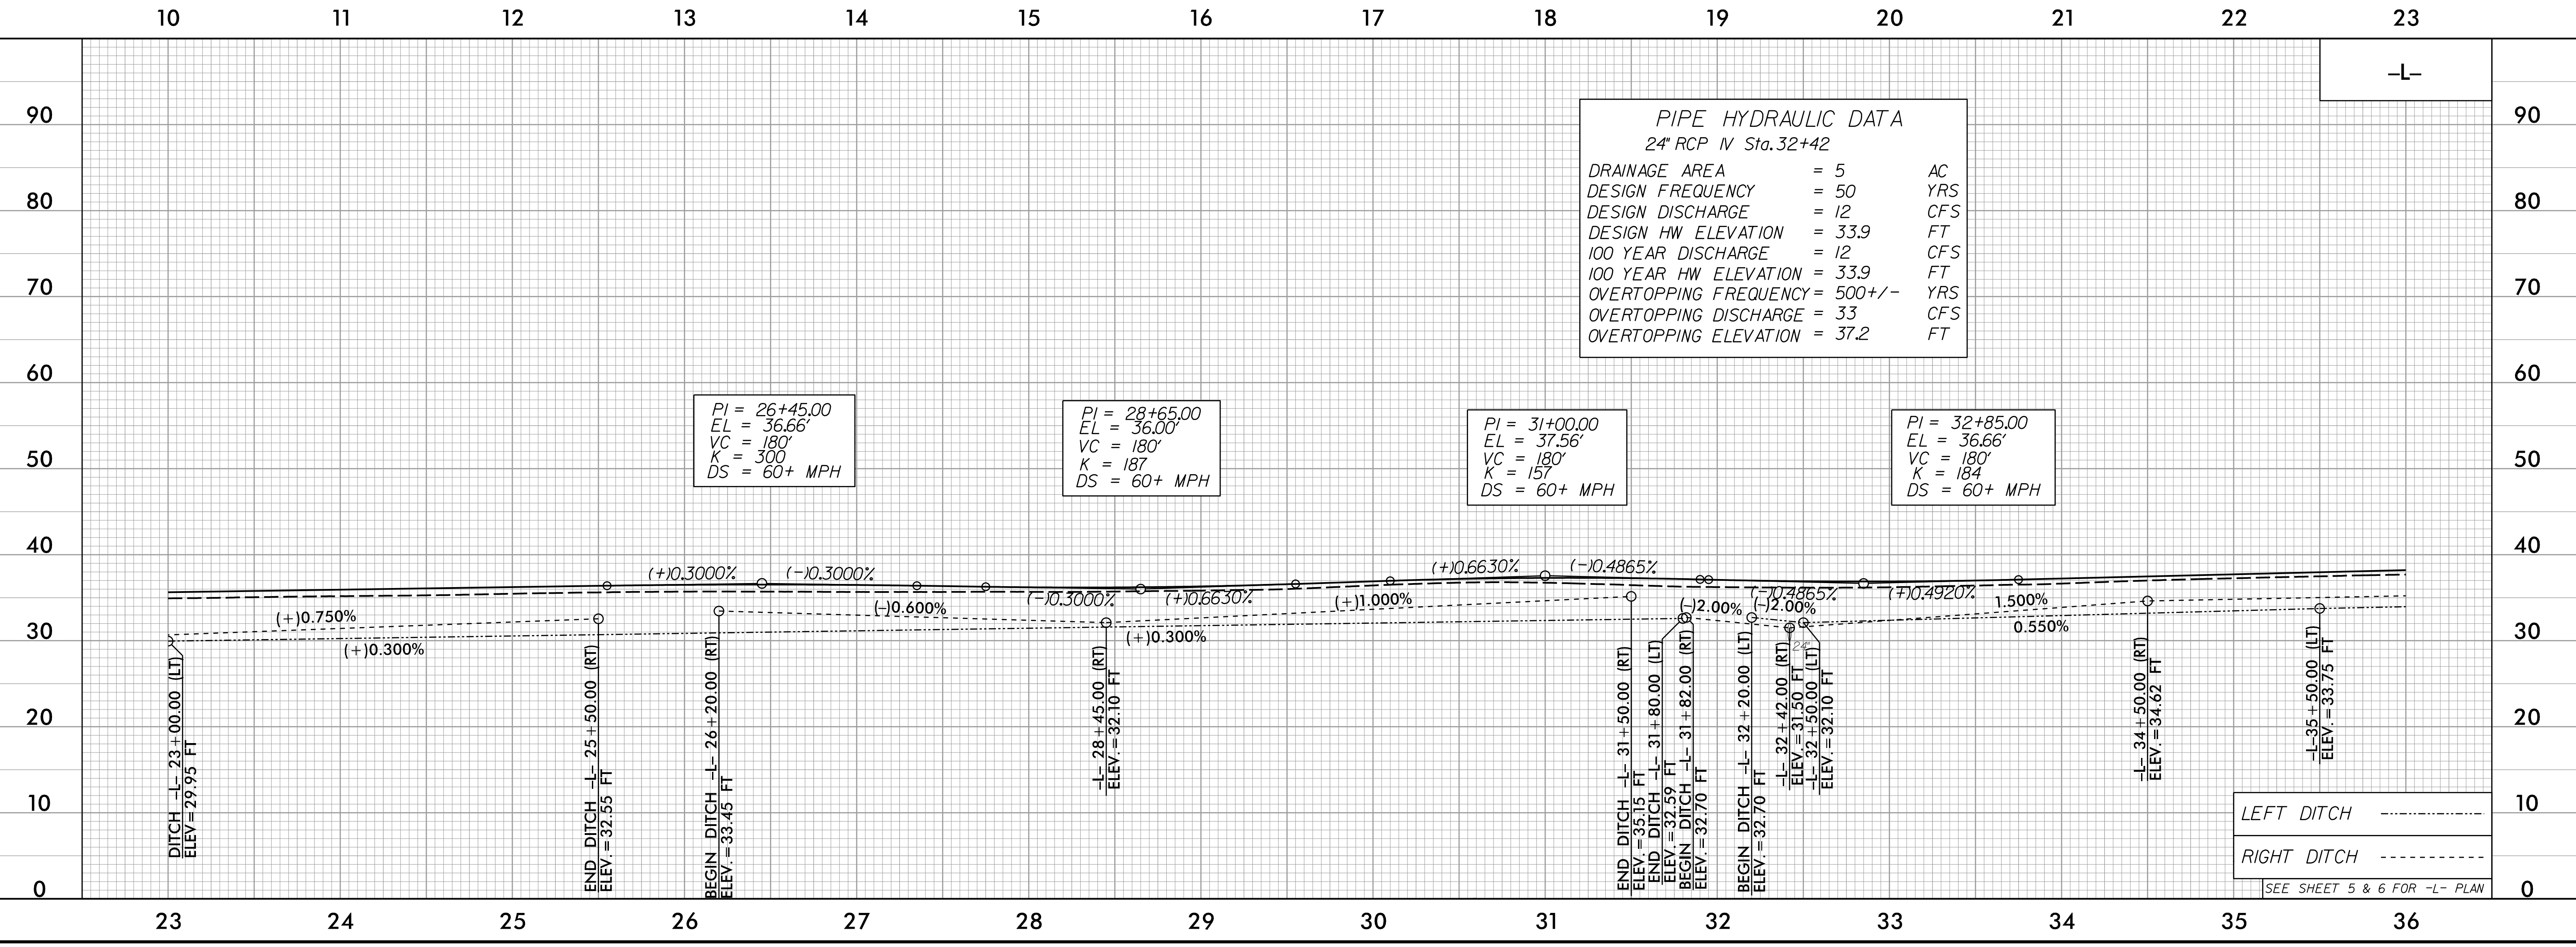 10 11 12 13 14 15 16 17 18 19 20 21 22 23
–L–
90 90
80 80
70 70
60 60
50 50
40 40
30 30
20 20
10 10
0 0
PIPE HYDRAULIC DATA
24" RCP IV Sta. 32+42
DRAINAGE AREA = 5 AC
DESIGN FREQUENCY = 50 YRS
DESIGN DISCHARGE = 12 CFS
DESIGN HW ELEVATION = 33.9 FT
100 YEAR DISCHARGE = 12 CFS
100 YEAR HW ELEVATION = 33.9 FT
OVERTOPPING FREQUENCY = 500+/- YRS
OVERTOPPING DISCHARGE = 33 CFS
OVERTOPPING ELEVATION = 37.2 FT
PI = 26+45.00
EL = 36.66'
VC = 180'
K = 300
DS = 60+ MPH
PI = 28+65.00
EL = 36.00'
VC = 180'
K = 187
DS = 60+ MPH
PI = 31+00.00
EL = 37.56'
VC = 180'
K = 157
DS = 60+ MPH
PI = 32+85.00
EL = 36.66'
VC = 180'
K = 184
DS = 60+ MPH
(+)0.3000% (-)0.3000%
(-)0.3000% (+)0.6630%
(+)0.6630% (-)0.4865%
(-)0.4865% (+)0.4920%
(+)0.750%
(+)0.300%
(-)0.600%
(+)0.300%
(+)1.000%
(-)2.00% (-)2.00%
1.500%
0.550%
24"
DITCH -L- 23+00.00 (LT)
ELEV=29.95 FT
END DITCH -L- 25+50.00 (RT)
ELEV.=32.55 FT
BEGIN DITCH -L- 26+20.00 (RT)
ELEV.=33.45 FT
-L- 28+45.00 (RT)
ELEV.=32.10 FT
END DITCH -L- 31+50.00 (RT)
ELEV.=35.15 FT
END DITCH -L- 31+80.00 (LT)
ELEV.=32.59 FT
BEGIN DITCH -L- 31+82.00 (RT)
ELEV.=32.70 FT
BEGIN DITCH -L- 32+20.00 (LT)
ELEV.=32.70 FT
-L- 32+42.00 (RT)
ELEV.=31.50 FT
-L- 32+50.00 (LT)
ELEV.=32.10 FT
-L- 34+50.00 (RT)
ELEV.=34.62 FT
-L-35+50.00 (LT)
ELEV.=33.75 FT
LEFT DITCH
RIGHT DITCH
SEE SHEET 5 & 6 FOR -L- PLAN
23 24 25 26 27 28 29 30 31 32 33 34 35 36